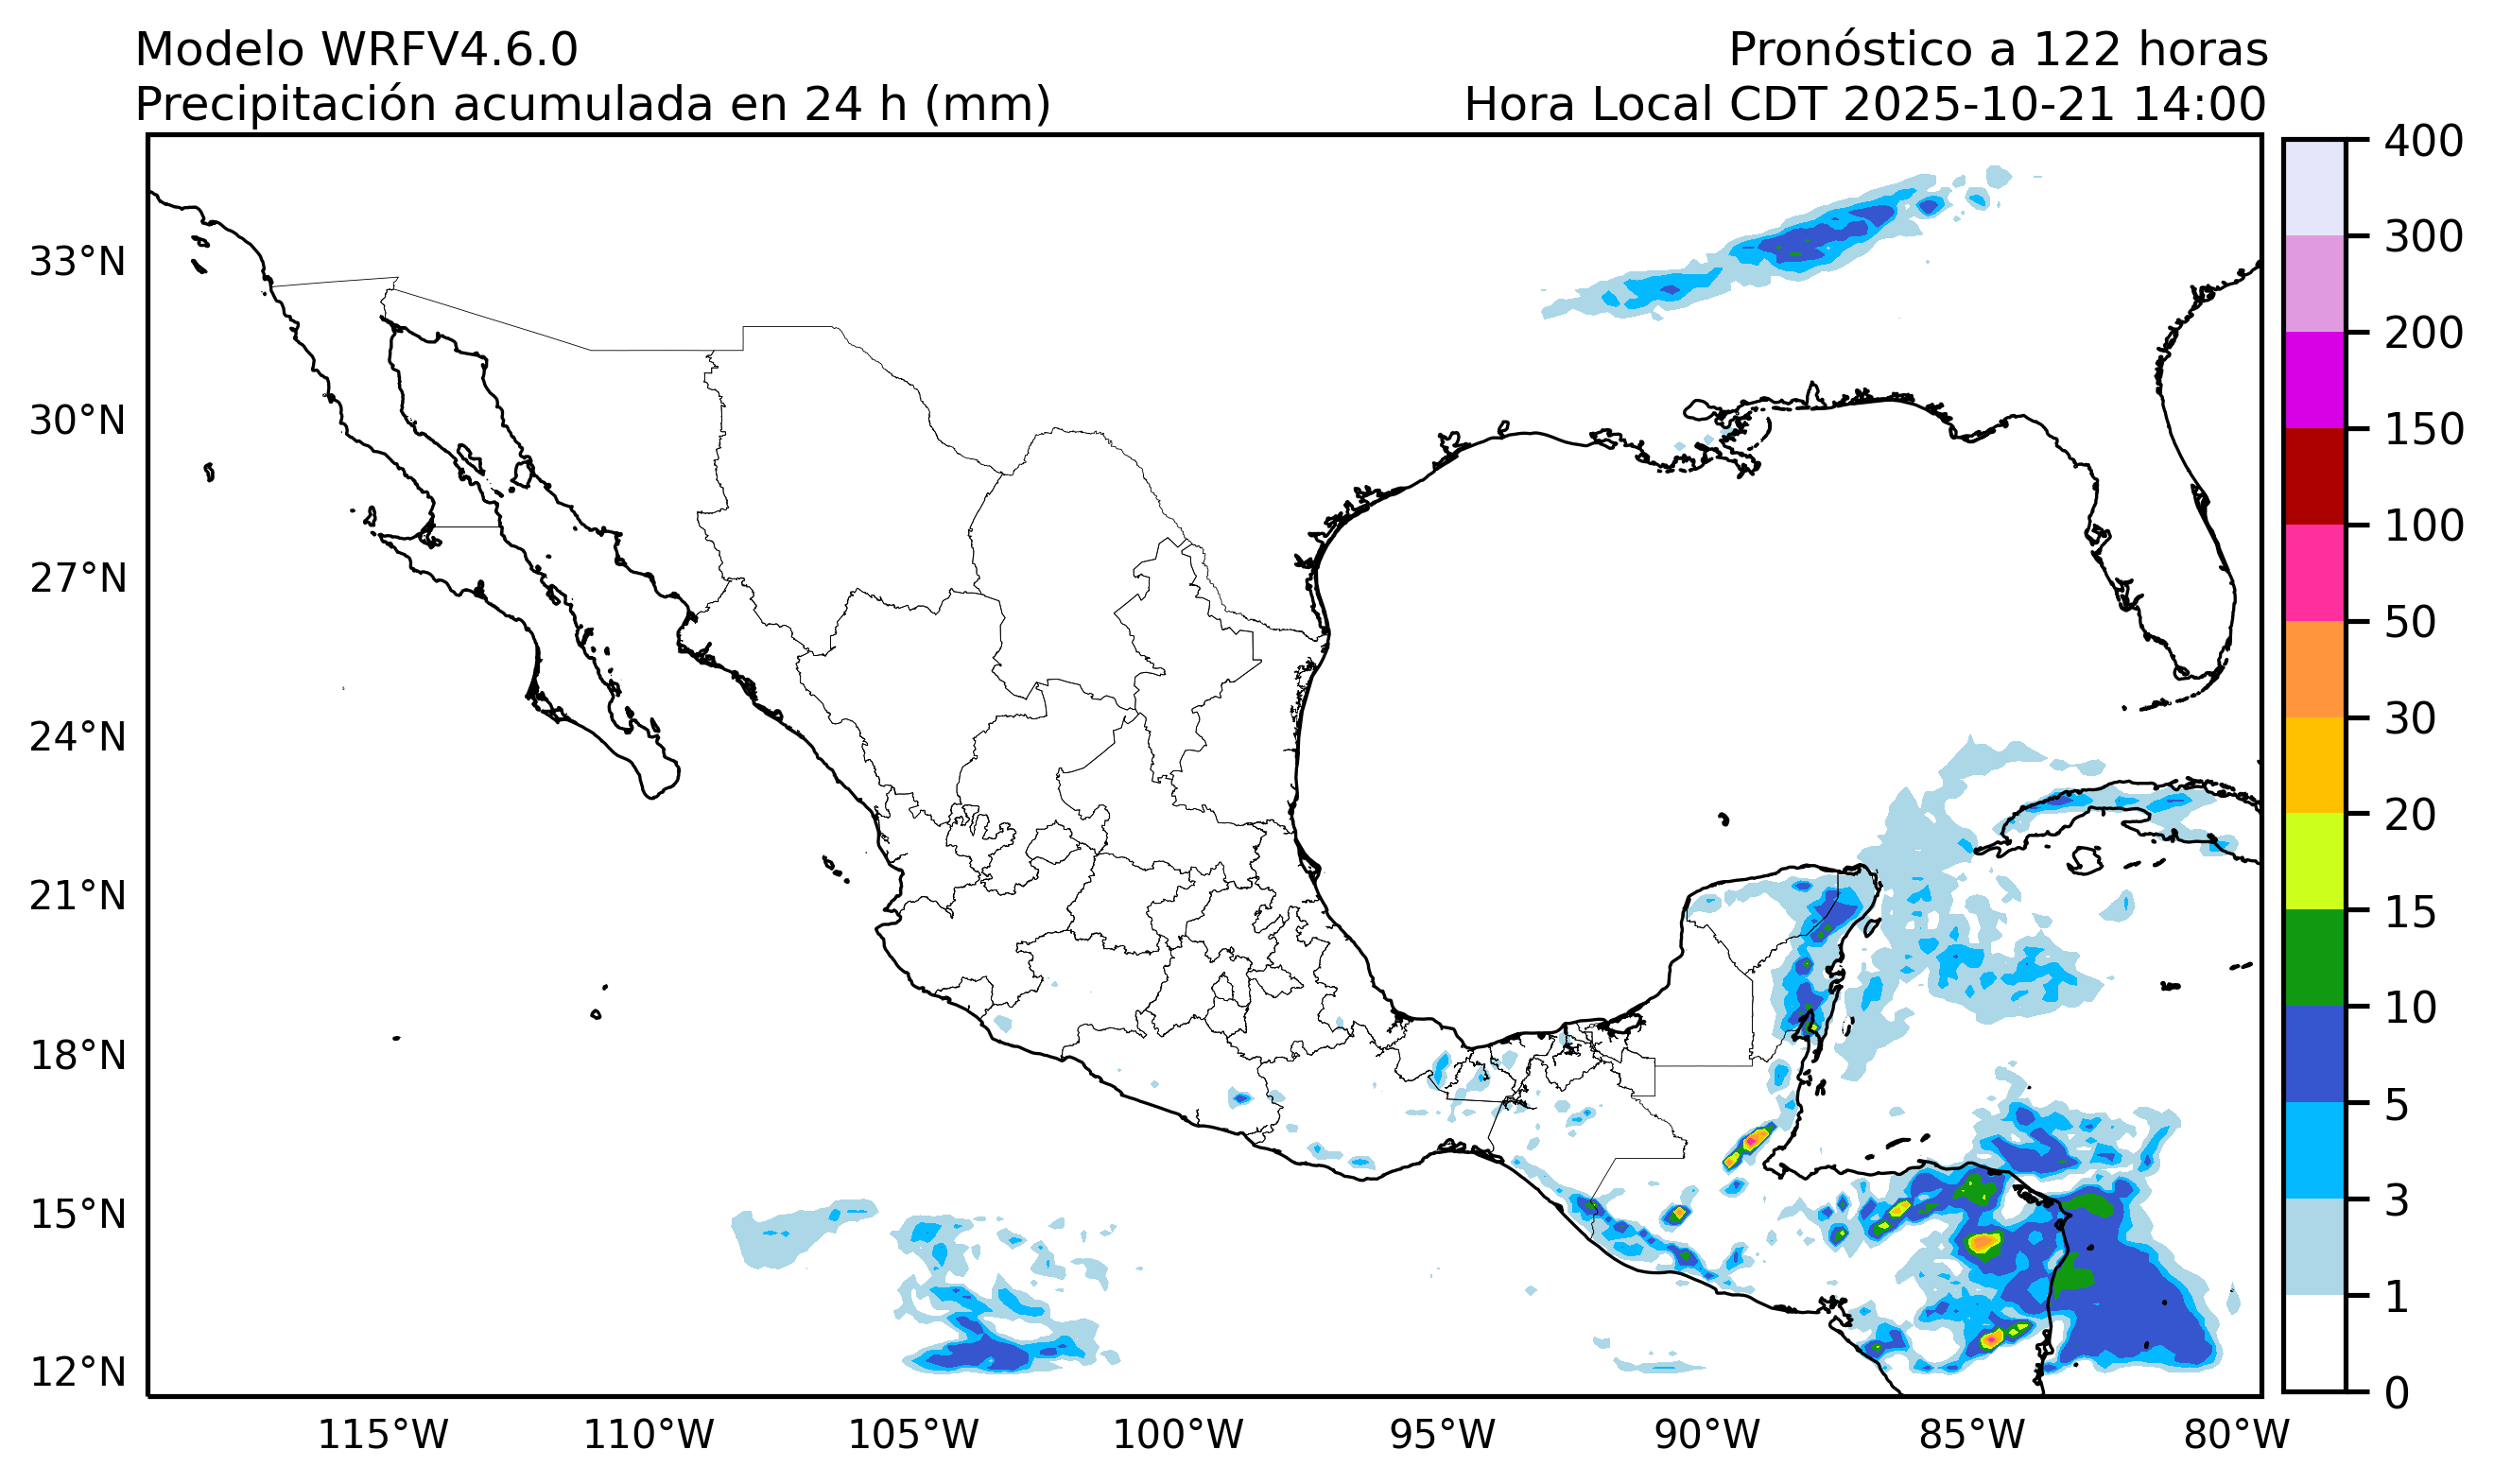 Modelo WRFV4.6.0
Pronóstico a 122 horas
Precipitación acumulada en 24 h (mm)
Hora Local CDT 2025-10-21 14:00
33°N
30°N
27°N
24°N
21°N
18°N
15°N
12°N
115°W
110°W
105°W
100°W
95°W
90°W
85°W
80°W
400
300
200
150
100
50
30
20
15
10
5
3
1
0